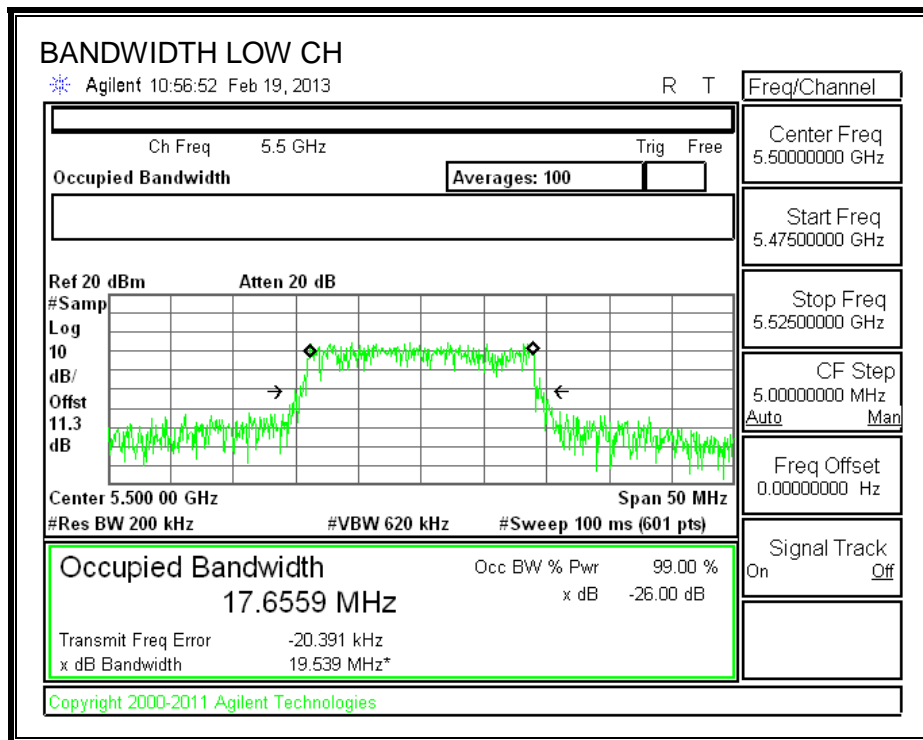 BANDWIDTH LOW CH
Agilent 10:56:52 Feb 19, 2013 R T
Freq/Channel
Ch Freq 5.5 GHz Trig Free
Occupied Bandwidth Averages: 100
Center Freq
5.50000000 GHz
Start Freq
5.47500000 GHz
Stop Freq
5.52500000 GHz
CF Step
5.00000000 MHz
Auto Man
Freq Offset
0.00000000 Hz
Signal Track
On Off
Ref 20 dBm Atten 20 dB
#Samp
Log
10
dB/
Offst
11.3
dB
Center 5.500 00 GHz Span 50 MHz
#Res BW 200 kHz #VBW 620 kHz #Sweep 100 ms (601 pts)
Occupied Bandwidth Occ BW % Pwr 99.00 %
17.6559 MHz x dB -26.00 dB
Transmit Freq Error -20.391 kHz
x dB Bandwidth 19.539 MHz*
Copyright 2000-2011 Agilent Technologies